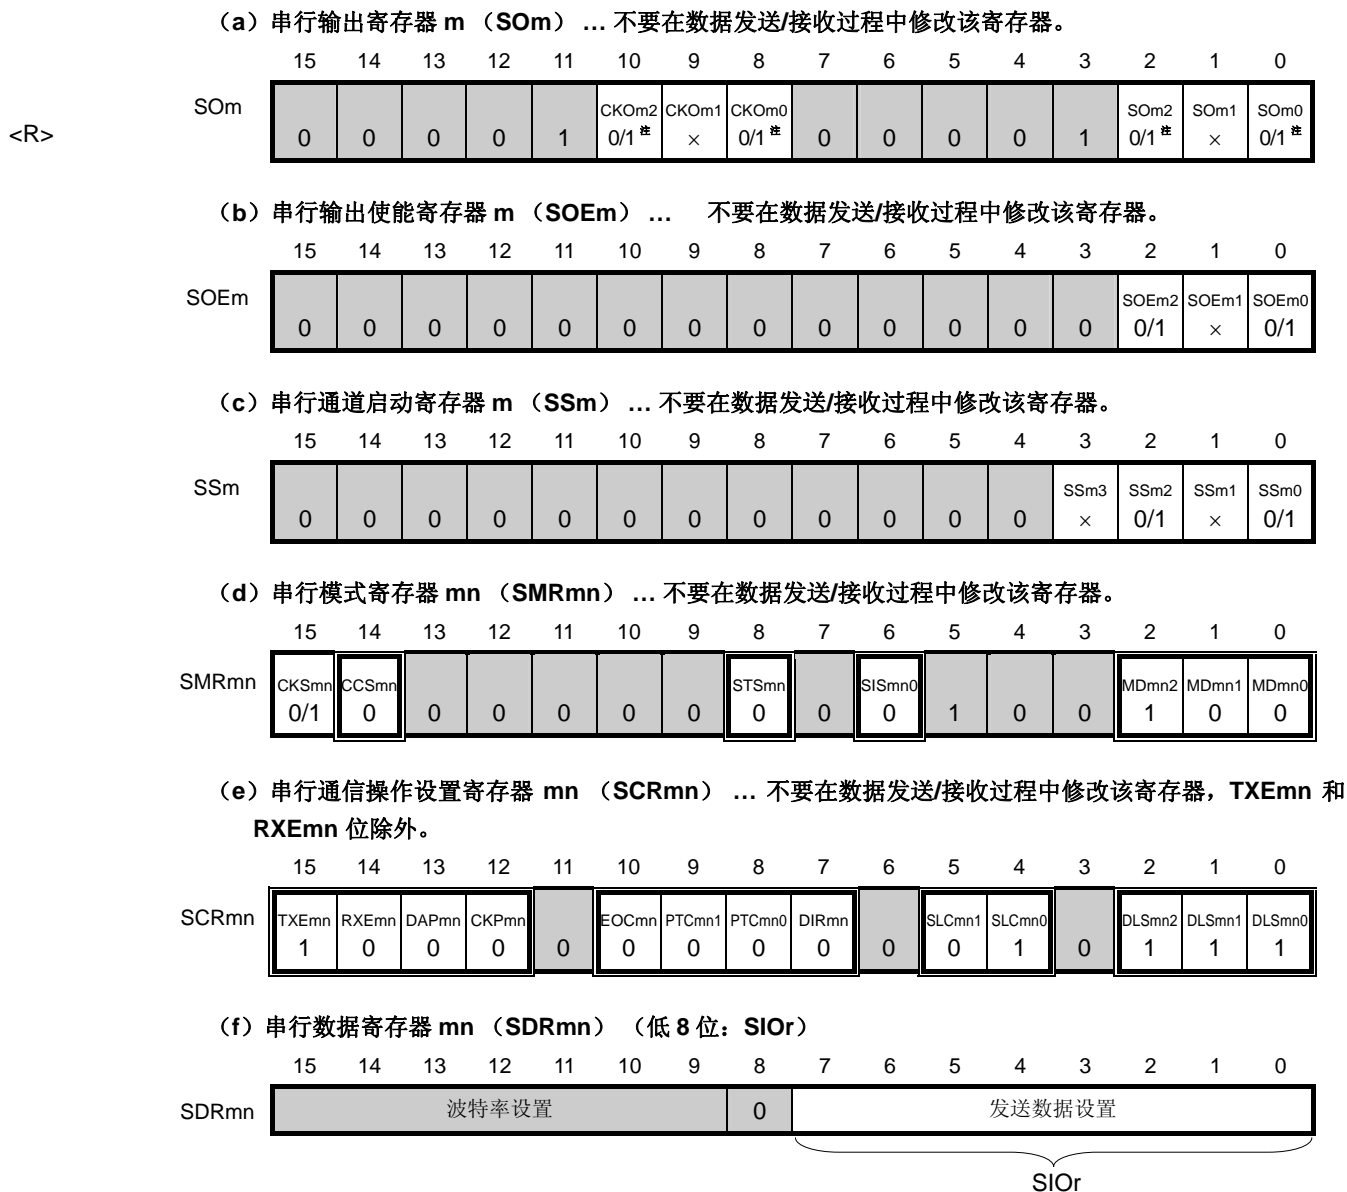 （a）串行输出寄存器 m （SOm） … 不要在数据发送/接收过程中修改该寄存器。
15 14 13 12 11 10 9 8 7 6 5 4 3 2 1 0
SOm CKOm2 CKOm1 CKOm0 SOm2 SOm1 SOm0
<R> 0 0 0 0 1 0/1 注 × 0/1 注 0 0 0 0 1 0/1 注 × 0/1 注
（b）串行输出使能寄存器 m （SOEm） … 不要在数据发送/接收过程中修改该寄存器。
15 14 13 12 11 10 9 8 7 6 5 4 3 2 1 0
SOEm SOEm2 SOEm1 SOEm0
0 0 0 0 0 0 0 0 0 0 0 0 0 0/1 × 0/1
（c）串行通道启动寄存器 m （SSm） … 不要在数据发送/接收过程中修改该寄存器。
15 14 13 12 11 10 9 8 7 6 5 4 3 2 1 0
SSm SSm3 SSm2 SSm1 SSm0
0 0 0 0 0 0 0 0 0 0 0 0 × 0/1 × 0/1
（d）串行模式寄存器 mn （SMRmn） … 不要在数据发送/接收过程中修改该寄存器。
15 14 13 12 11 10 9 8 7 6 5 4 3 2 1 0
SMRmn CKSmn CCSmn STSmn SISmn0 MDmn2 MDmn1 MDmn0
0/1 0 0 0 0 0 0 0 0 0 1 0 0 1 0 0
（e）串行通信操作设置寄存器 mn （SCRmn） … 不要在数据发送/接收过程中修改该寄存器，TXEmn 和
RXEmn 位除外。
15 14 13 12 11 10 9 8 7 6 5 4 3 2 1 0
SCRmn TXEmn RXEmn DAPmn CKPmn EOCmn PTCmn1 PTCmn0 DIRmn SLCmn1 SLCmn0 DLSmn2 DLSmn1 DLSmn0
1 0 0 0 0 0 0 0 0 0 0 1 0 1 1 1
（f）串行数据寄存器 mn （SDRmn） （低 8 位：SIOr）
15 14 13 12 11 10 9 8 7 6 5 4 3 2 1 0
SDRmn 波特率设置 0 发送数据设置
SIOr